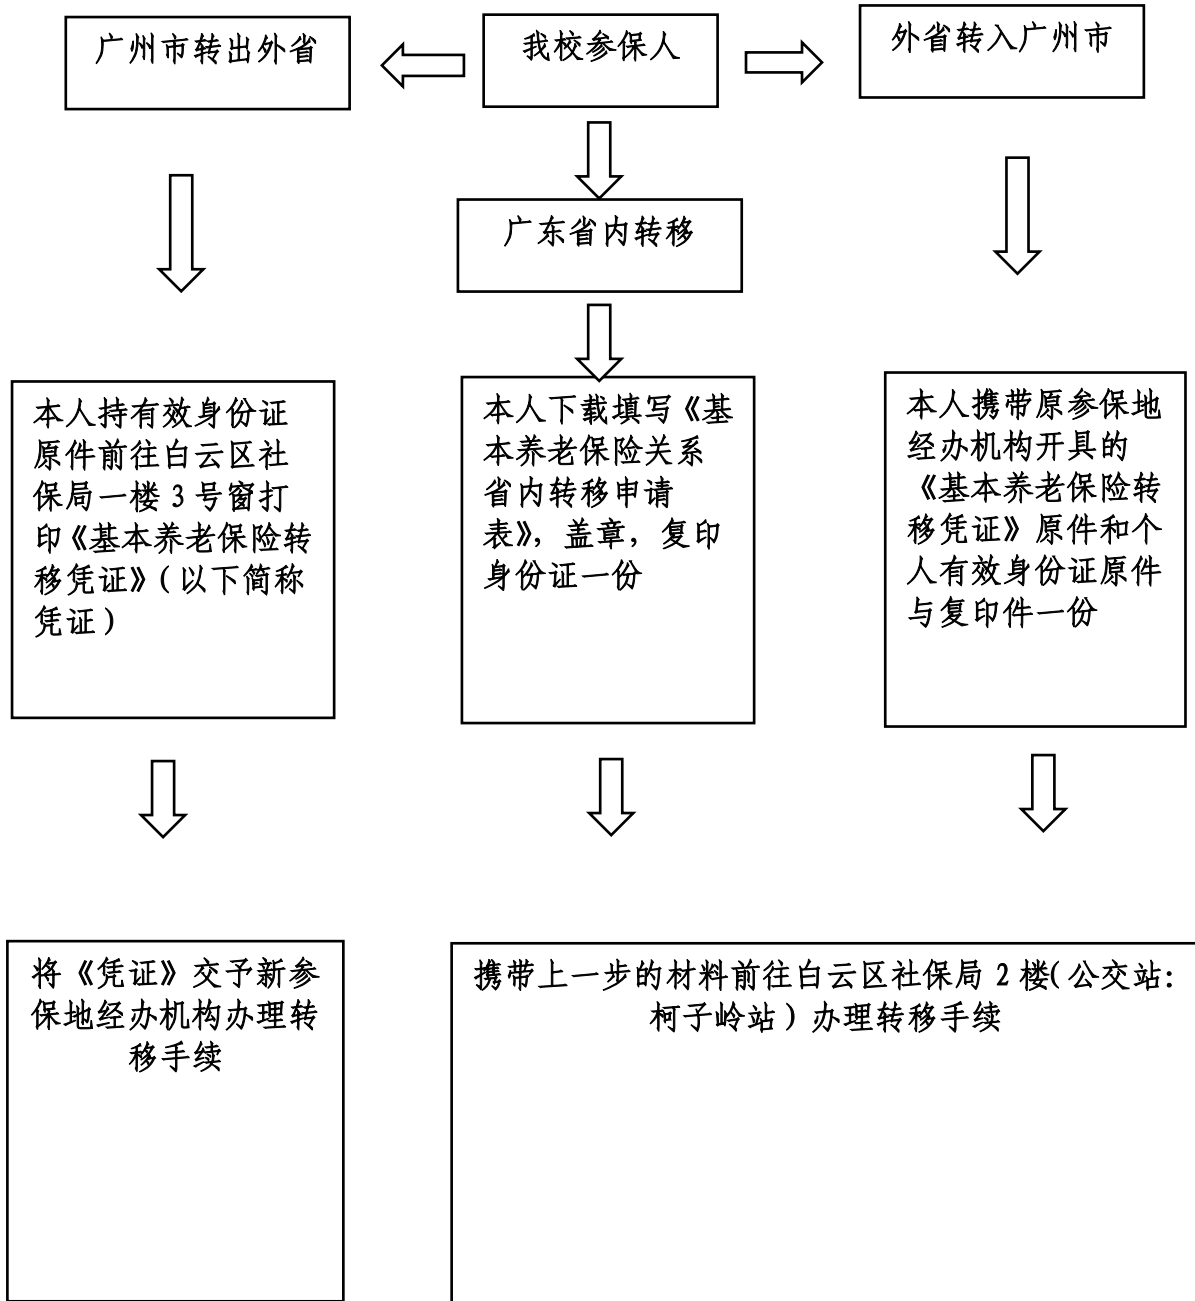 广州市转出外省
我校参保人
外省转入广州市
广东省内转移
本人持有效身份证
原件前往白云区社
保局一楼 3 号窗打
印《基本养老保险转
移凭证》(以下简称
凭证)
本人下载填写《基
本养老保险关系
省内转移申请
表》，盖章，复印
身份证一份
本人携带原参保地
经办机构开具的
《基本养老保险转
移凭证》原件和个
人有效身份证原件
与复印件一份
将《凭证》交予新参
保地经办机构办理转
移手续
携带上一步的材料前往白云区社保局 2 楼(公交站：
柯子岭站)办理转移手续